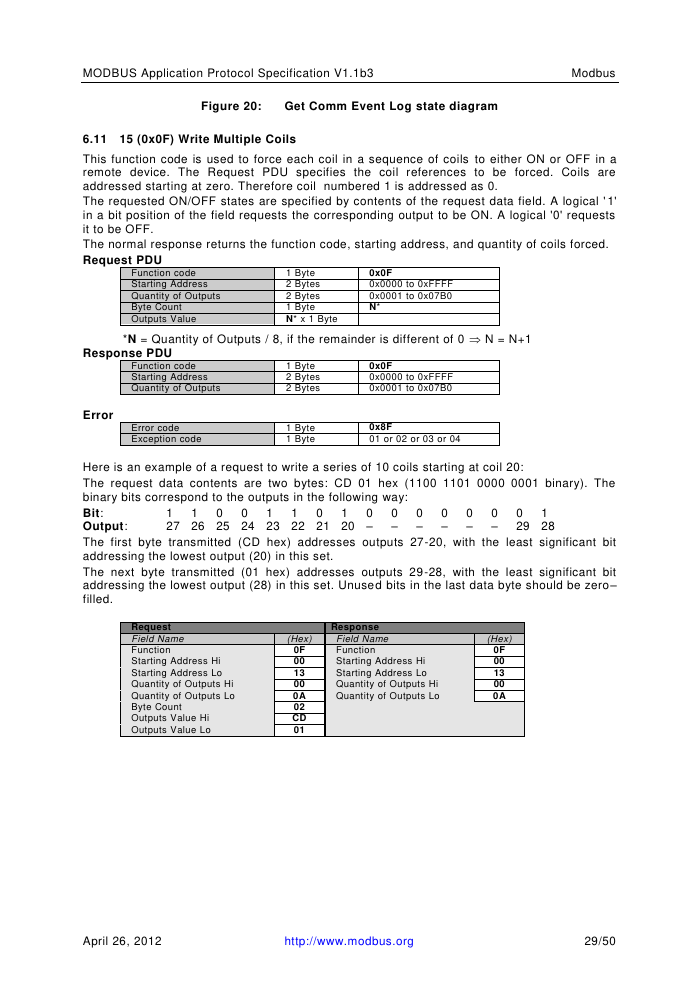 MODBUS Application Protocol Specification V1.1b3 Modbus
Figure 20: Get Comm Event Log state diagram
6.11 15 (0x0F) Write Multiple Coils
This function code is used to force each coil in a sequence of coils to either ON or OFF in a
remote device. The Request PDU specifies the coil references to be forced. Coils are
addressed starting at zero. Therefore coil numbered 1 is addressed as 0.
The requested ON/OFF states are specified by contents of the request data field. A logical '1'
in a bit position of the field requests the corresponding output to be ON. A logical '0' requests
it to be OFF.
The normal response returns the function code, starting address, and quantity of coils forced.
Request PDU
Function code 1 Byte 0x0F
Starting Address 2 Bytes 0x0000 to 0xFFFF
Quantity of Outputs 2 Bytes 0x0001 to 0x07B0
Byte Count 1 Byte N*
Outputs Value N* x 1 Byte
*N = Quantity of Outputs / 8, if the remainder is different of 0 ⇒ N = N+1
Response PDU
Function code 1 Byte 0x0F
Starting Address 2 Bytes 0x0000 to 0xFFFF
Quantity of Outputs 2 Bytes 0x0001 to 0x07B0
Error
Error code 1 Byte 0x8F
Exception code 1 Byte 01 or 02 or 03 or 04
Here is an example of a request to write a series of 10 coils starting at coil 20:
The request data contents are two bytes: CD 01 hex (1100 1101 0000 0001 binary). The
binary bits correspond to the outputs in the following way:
Bit: 1 1 0 0 1 1 0 1 0 0 0 0 0 0 0 1
Output: 27 26 25 24 23 22 21 20 – – – – – – 29 28
The first byte transmitted (CD hex) addresses outputs 27-20, with the least significant bit
addressing the lowest output (20) in this set.
The next byte transmitted (01 hex) addresses outputs 29-28, with the least significant bit
addressing the lowest output (28) in this set. Unused bits in the last data byte should be zero–
filled.
Request Response
Field Name (Hex) Field Name (Hex)
Function 0F Function 0F
Starting Address Hi 00 Starting Address Hi 00
Starting Address Lo 13 Starting Address Lo 13
Quantity of Outputs Hi 00 Quantity of Outputs Hi 00
Quantity of Outputs Lo 0A Quantity of Outputs Lo 0A
Byte Count 02
Outputs Value Hi CD
Outputs Value Lo 01
April 26, 2012 http://www.modbus.org 29/50